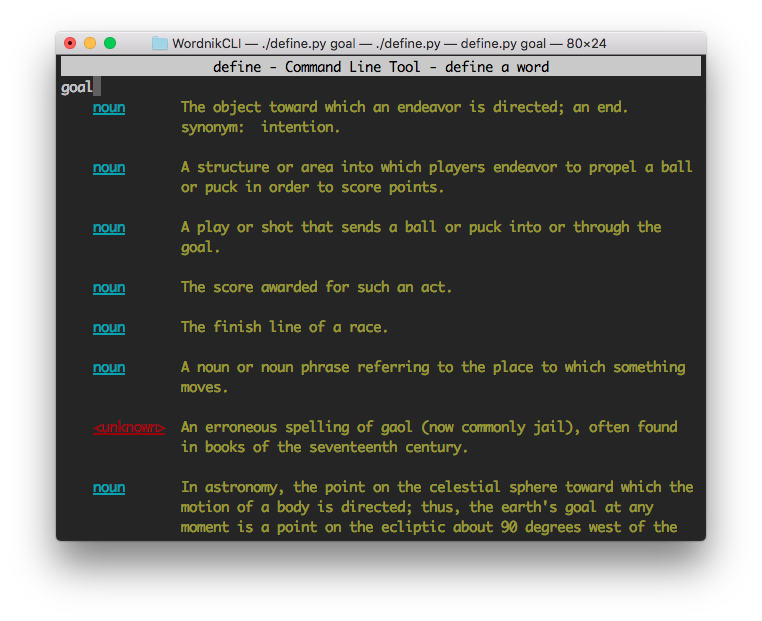 WordnikCLI — ./define.py goal — ./define.py — define.py goal — 80×24
define - Command Line Tool - define a word
goal
noun The object toward which an endeavor is directed; an end.
synonym: intention.
noun A structure or area into which players endeavor to propel a ball
or puck in order to score points.
noun A play or shot that sends a ball or puck into or through the
goal.
noun The score awarded for such an act.
noun The finish line of a race.
noun A noun or noun phrase referring to the place to which something
moves.
<unknown> An erroneous spelling of gaol (now commonly jail), often found
in books of the seventeenth century.
noun In astronomy, the point on the celestial sphere toward which the
motion of a body is directed; thus, the earth's goal at any
moment is a point on the ecliptic about 90 degrees west of the